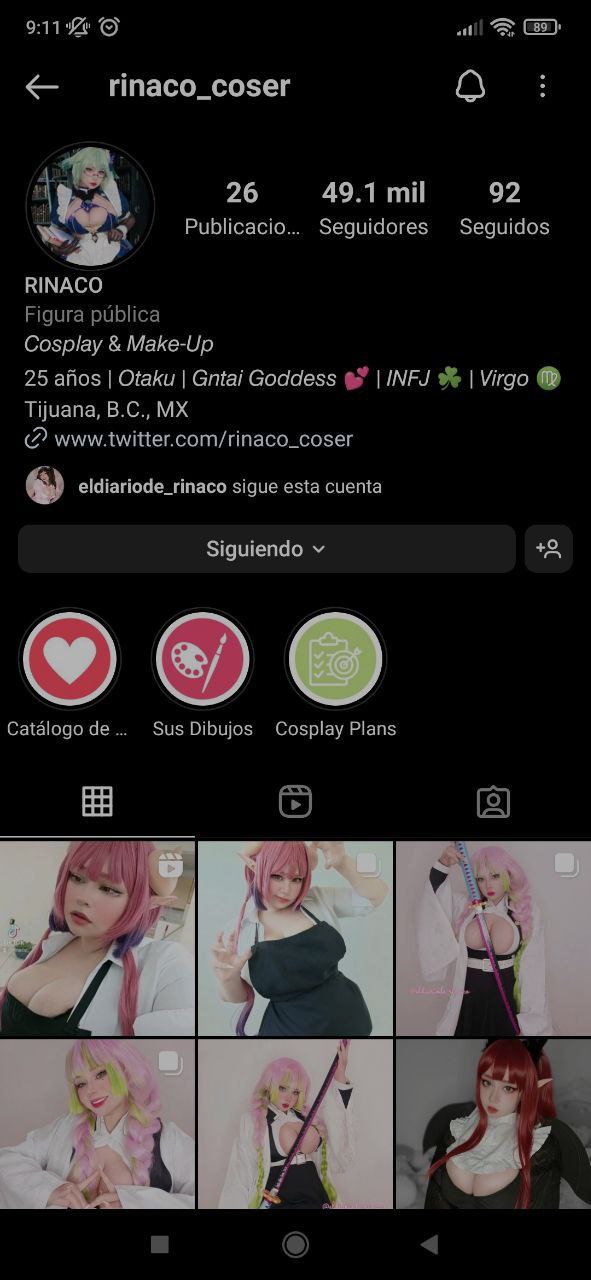 9:11
89
rinaco_coser
26
49.1 mil
92
Publicacio...
Seguidores
Seguidos
RINACO
Figura pública
Cosplay & Make-Up
25 años | Otaku | Gntai Goddess 💕 | INFJ ☘️ | Virgo ♍
Tijuana, B.C., MX
www.twitter.com/rinaco_coser
eldiariode_rinaco sigue esta cuenta
Siguiendo
Catálogo de ...
Sus Dibujos
Cosplay Plans